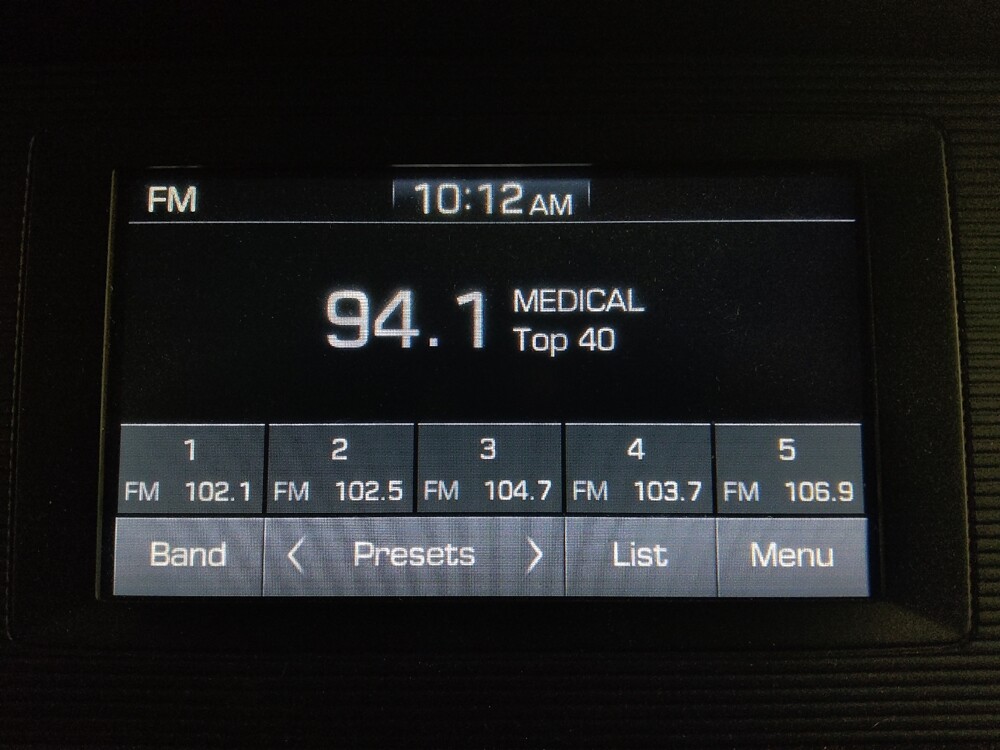 FM
10:12 AM
94.1
MEDICAL
Top 40
1
FM 102.1
2
FM 102.5
3
FM 104.7
4
FM 103.7
5
FM 106.9
Band
< Presets >
List
Menu